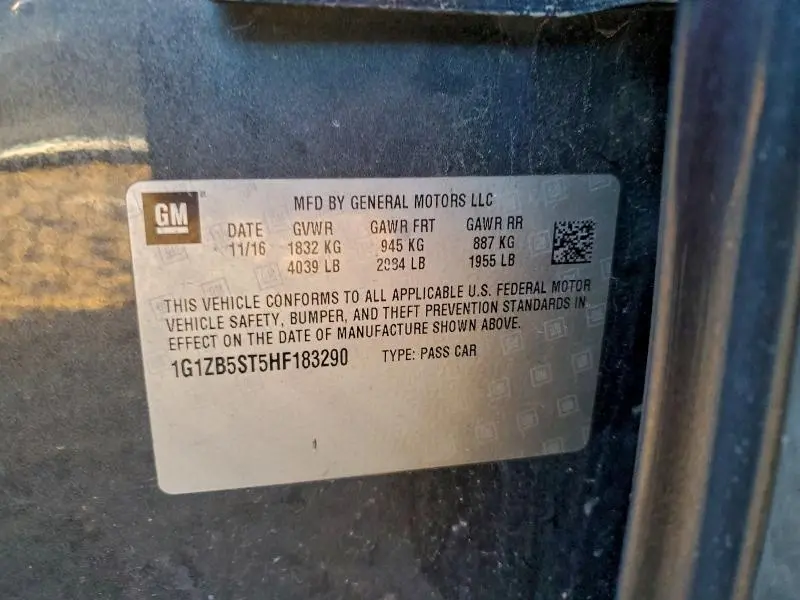 GM
MFD BY GENERAL MOTORS LLC
DATE GVWR GAWR FRT GAWR RR
11/16 1832 KG 945 KG 887 KG
4039 LB LB 1955 LB
THIS VEHICLE CONFORMS TO ALL APPLICABLE U.S. FEDERAL MOTOR
VEHICLE SAFETY, BUMPER, AND THEFT PREVENTION STANDARDS IN
EFFECT ON THE DATE OF MANUFACTURE SHOWN ABOVE.
1G1ZB5ST5HF183290 TYPE: PASS CAR